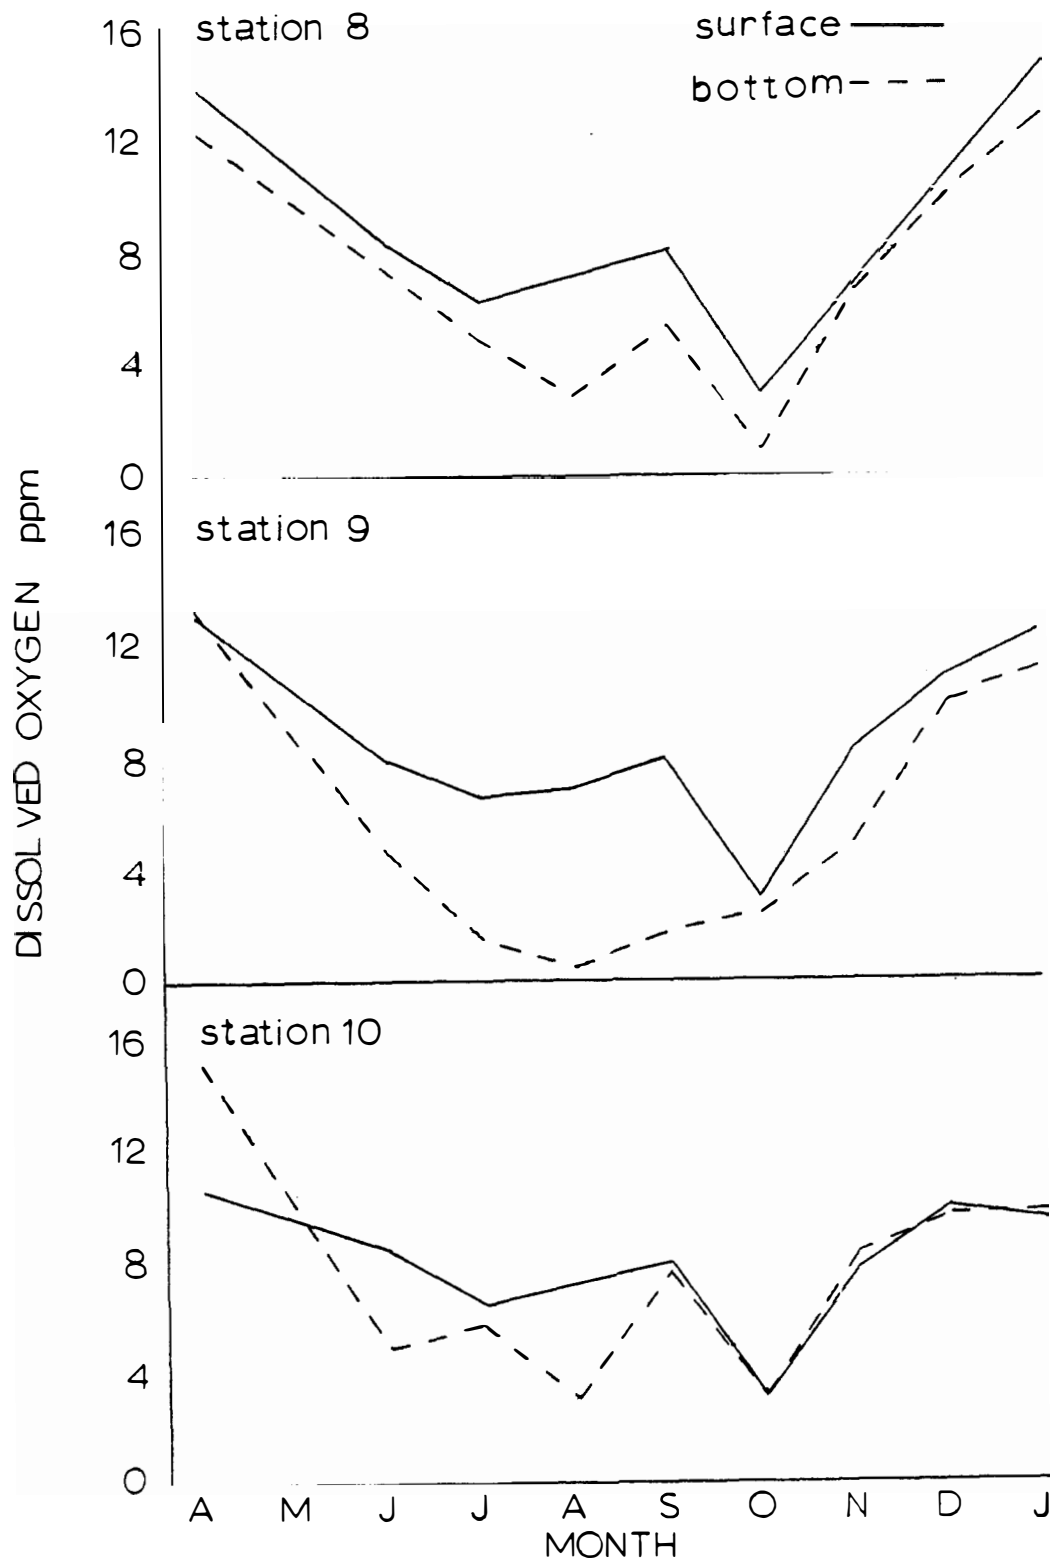 station 8
surface
bottom
16
12
8
4
0
station 9
16
12
8
4
0
station 10
16
12
8
4
0
DISSOLVED OXYGEN ppm
A M J J A S O N D J
MONTH